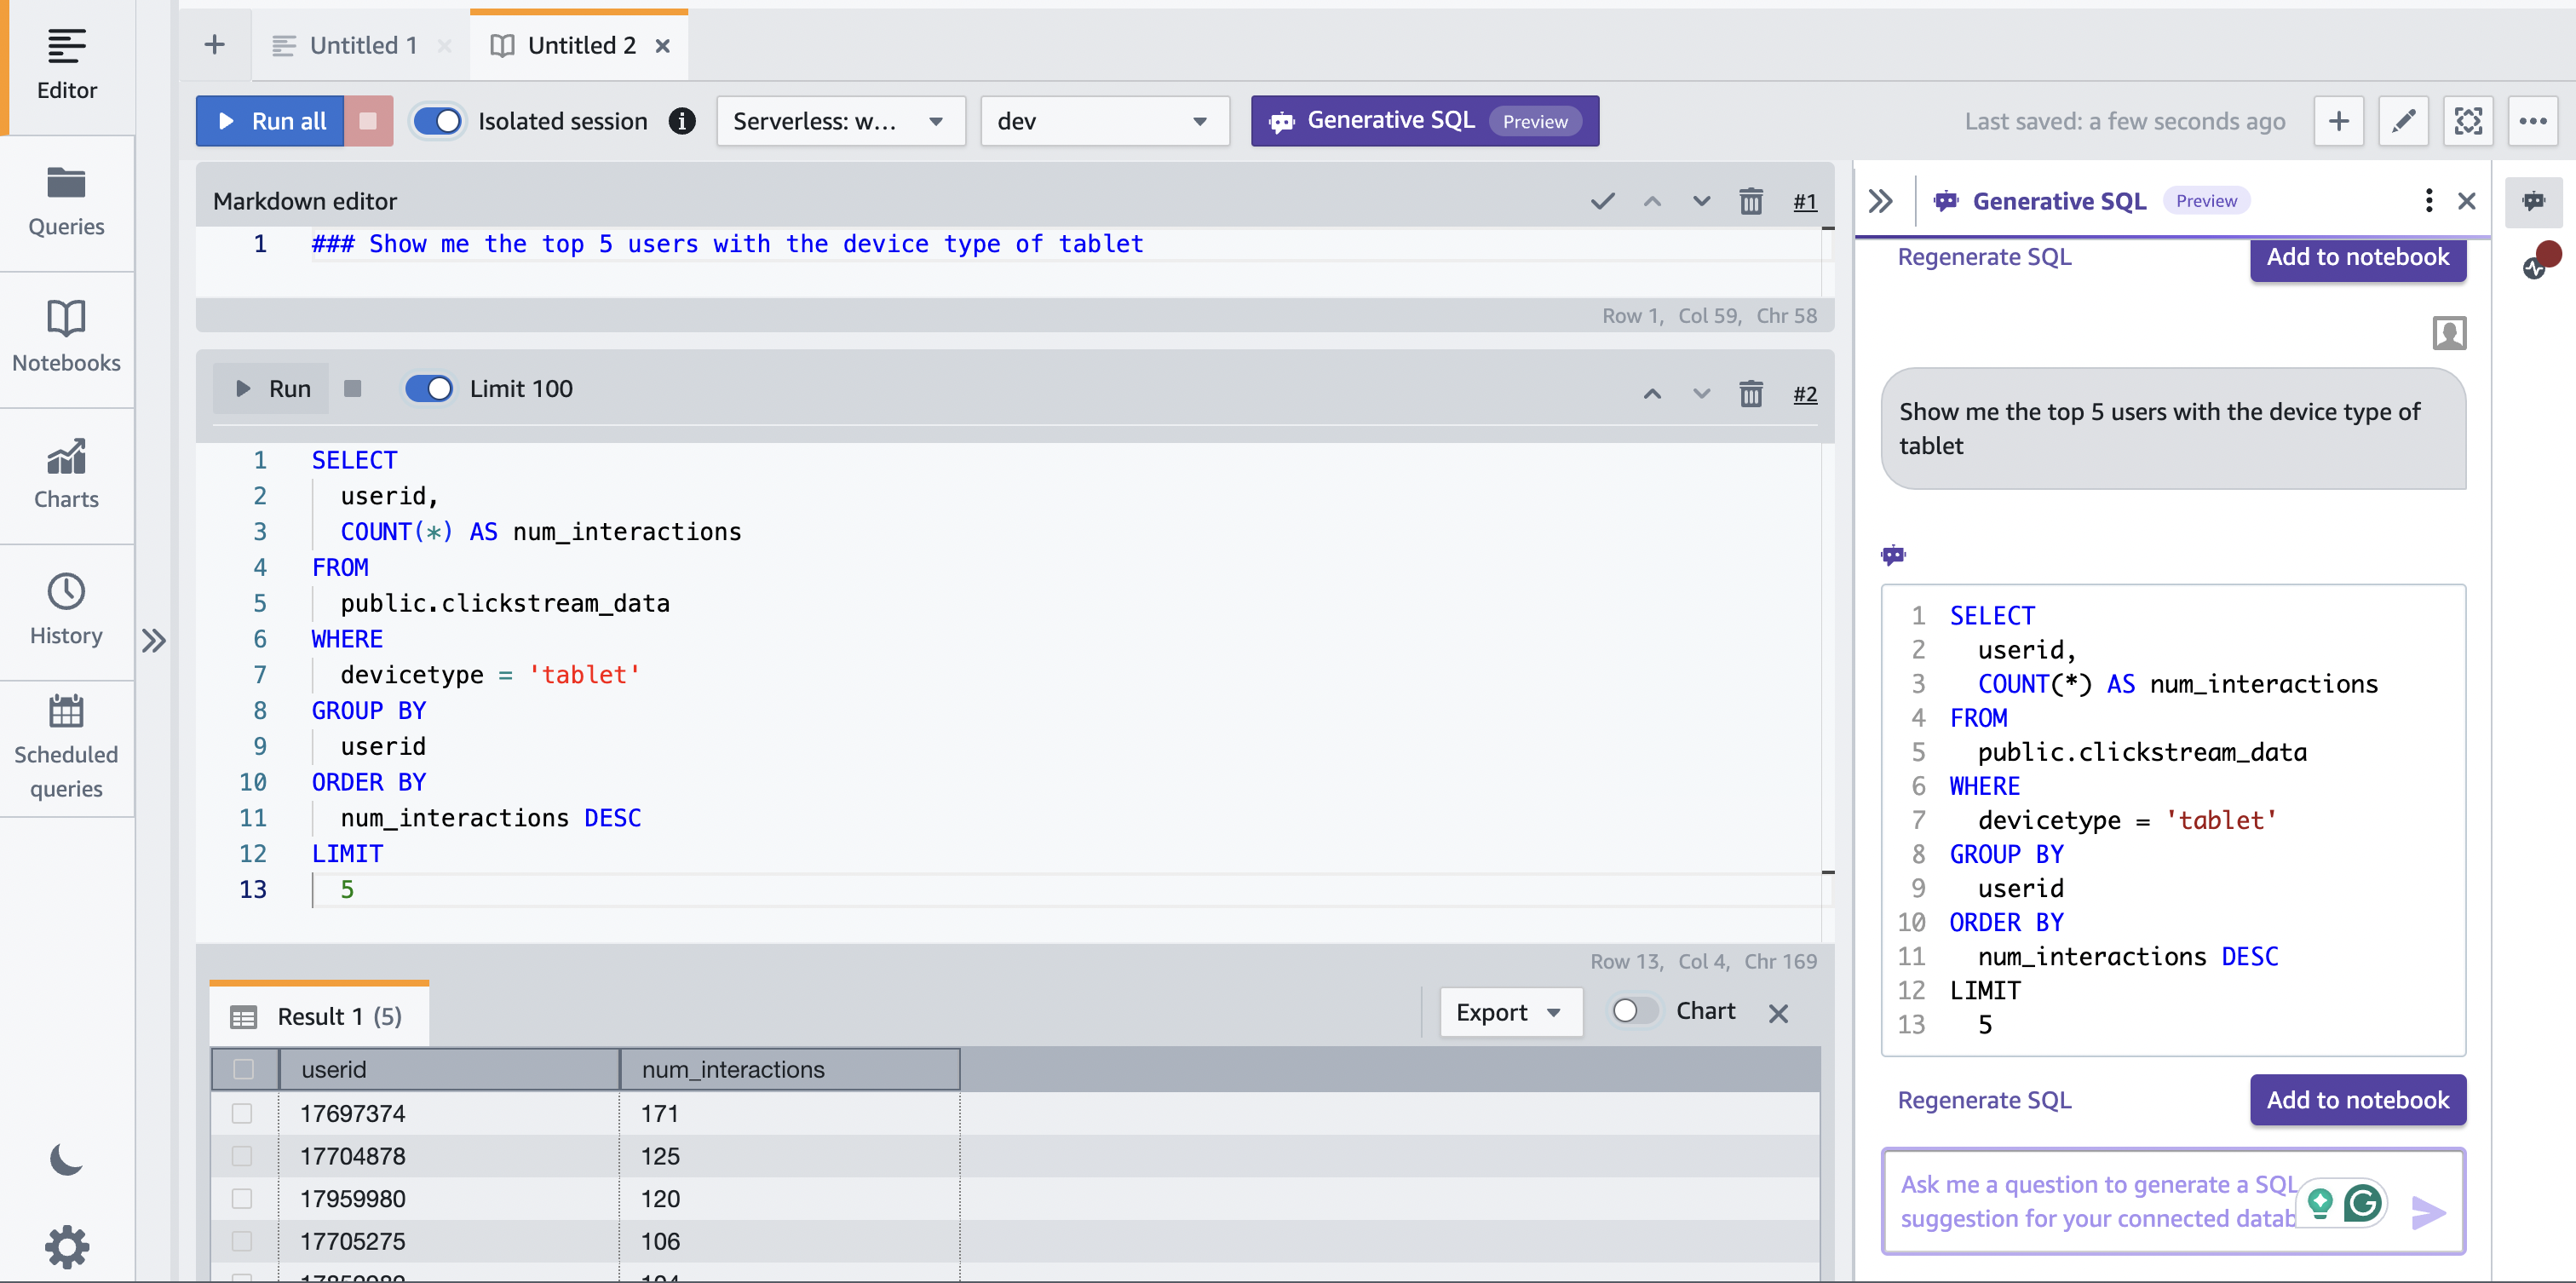 Editor
Queries
Notebooks
Charts
History
Scheduled
queries
Untitled 1
Untitled 2
Run all
Isolated session
Serverless: w...
dev
Generative SQL Preview
Last saved: a few seconds ago
Markdown editor
#1
1 ### Show me the top 5 users with the device type of tablet
Row 1, Col 59, Chr 58
Run
Limit 100
#2
1 SELECT
2 userid,
3 COUNT(*) AS num_interactions
4 FROM
5 public.clickstream_data
6 WHERE
7 devicetype = 'tablet'
8 GROUP BY
9 userid
10 ORDER BY
11 num_interactions DESC
12 LIMIT
13 5
Row 13, Col 4, Chr 169
Result 1 (5)
Export
Chart
userid num_interactions
17697374 171
17704878 125
17959980 120
17705275 106
Generative SQL Preview
Regenerate SQL Add to notebook
Show me the top 5 users with the device type of
tablet
1 SELECT
2 userid,
3 COUNT(*) AS num_interactions
4 FROM
5 public.clickstream_data
6 WHERE
7 devicetype = 'tablet'
8 GROUP BY
9 userid
10 ORDER BY
11 num_interactions DESC
12 LIMIT
13 5
Regenerate SQL Add to notebook
Ask me a question to generate a SQL
suggestion for your connected datab